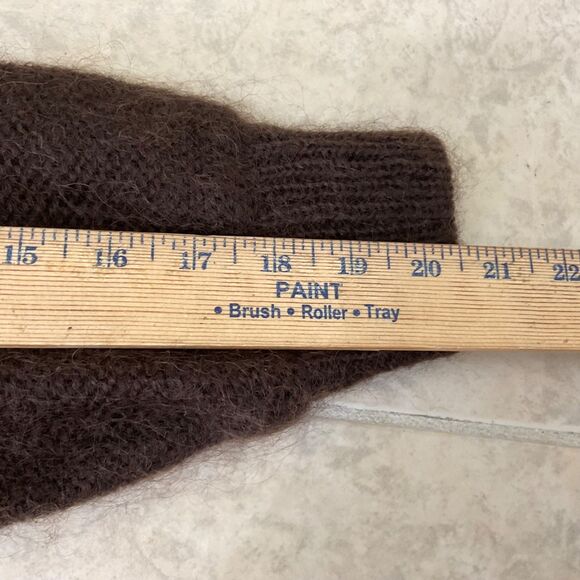 15 16 17 18 19 20 21 22
PAINT
• Brush • Roller • Tray